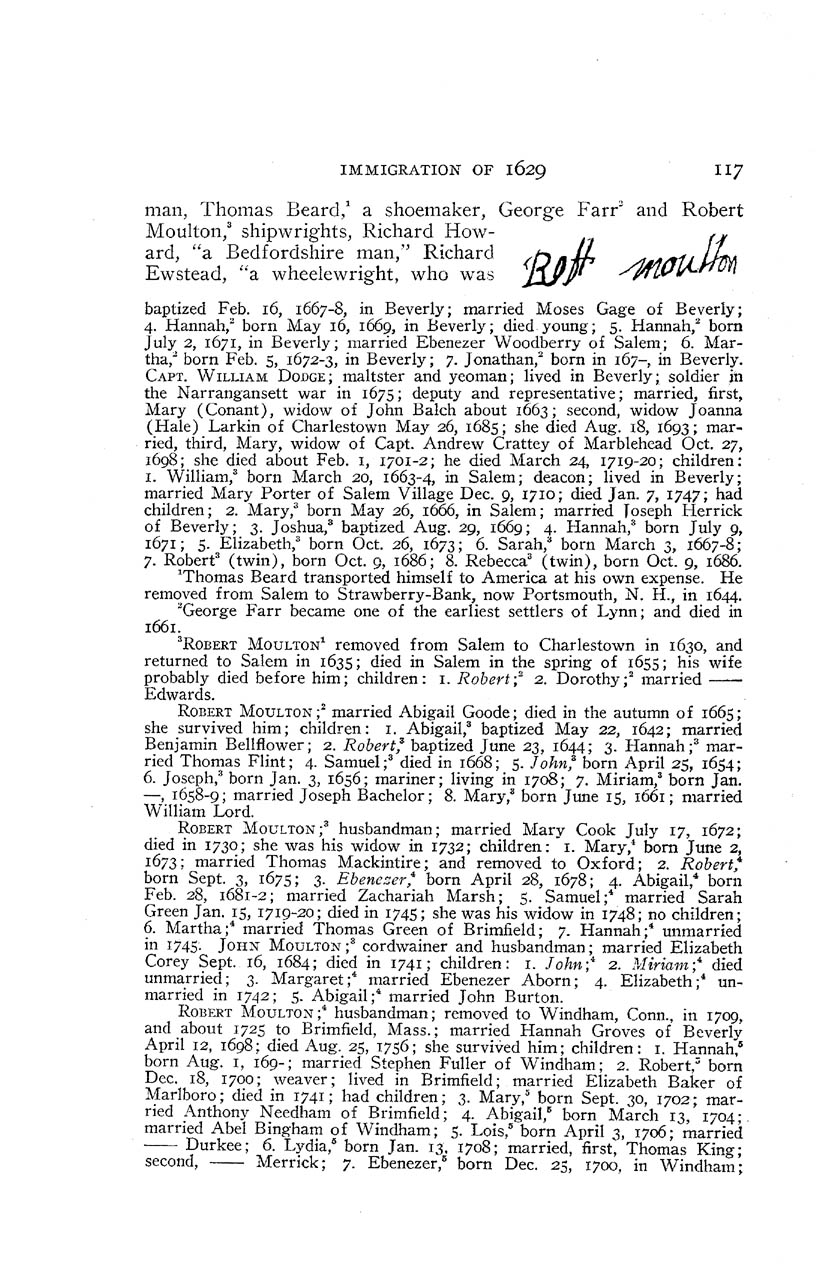 IMMIGRATION OF 1629 117
man, Thomas Beard,¹ a shoemaker, George Farr² and Robert
Moulton,³ shipwrights, Richard How-
ard, “a Bedfordshire man,” Richard
Ewstead, “a wheelewright, who was
Robt moulton
baptized Feb. 16, 1667-8, in Beverly; married Moses Gage of Beverly;
4. Hannah,² born May 16, 1669, in Beverly; died young; 5. Hannah,² born
July 2, 1671, in Beverly; married Ebenezer Woodberry of Salem; 6. Mar-
tha,² born Feb. 5, 1672-3, in Beverly; 7. Jonathan,² born in 167–, in Beverly.
CAPT. WILLIAM DODGE; maltster and yeoman; lived in Beverly; soldier in
the Narrangansett war in 1675; deputy and representative; married, first,
Mary (Conant), widow of John Balch about 1663; second, widow Joanna
(Hale) Larkin of Charlestown May 26, 1685; she died Aug. 18, 1693; mar-
ried, third, Mary, widow of Capt. Andrew Crattey of Marblehead Oct. 27,
1698; she died about Feb. 1, 1701-2; he died March 24, 1719-20; children:
1. William,³ born March 20, 1663-4, in Salem; deacon; lived in Beverly;
married Mary Porter of Salem Village Dec. 9, 1710; died Jan. 7, 1747; had
children; 2. Mary,³ born May 26, 1666, in Salem; married Joseph Herrick
of Beverly; 3. Joshua,³ baptized Aug. 29, 1669; 4. Hannah,³ born July 9,
1671; 5. Elizabeth,³ born Oct. 26, 1673; 6. Sarah,³ born March 3, 1667-8;
7. Robert³ (twin), born Oct. 9, 1686; 8. Rebecca³ (twin), born Oct. 9, 1686.
¹Thomas Beard transported himself to America at his own expense. He
removed from Salem to Strawberry-Bank, now Portsmouth, N. H., in 1644.
²George Farr became one of the earliest settlers of Lynn; and died in
1661.
³ROBERT MOULTON¹ removed from Salem to Charlestown in 1630, and
returned to Salem in 1635; died in Salem in the spring of 1655; his wife
probably died before him; children: 1. Robert;² 2. Dorothy;² married ——
Edwards.
ROBERT MOULTON;² married Abigail Goode; died in the autumn of 1665;
she survived him; children: 1. Abigail,³ baptized May 22, 1642; married
Benjamin Bellflower; 2. Robert,³ baptized June 23, 1644; 3. Hannah;³ mar-
ried Thomas Flint; 4. Samuel;³ died in 1668; 5. John,³ born April 25, 1654;
6. Joseph,³ born Jan. 3, 1656; mariner; living in 1708; 7. Miriam,³ born Jan.
—, 1658-9; married Joseph Bachelor; 8. Mary,³ born June 15, 1661; married
William Lord.
ROBERT MOULTON;³ husbandman; married Mary Cook July 17, 1672;
died in 1730; she was his widow in 1732; children: 1. Mary,⁴ born June 2,
1673; married Thomas Mackintire; and removed to Oxford; 2. Robert,⁴
born Sept. 3, 1675; 3. Ebenezer,⁴ born April 28, 1678; 4. Abigail,⁴ born
Feb. 28, 1681-2; married Zachariah Marsh; 5. Samuel;⁴ married Sarah
Green Jan. 15, 1719-20; died in 1745; she was his widow in 1748; no children;
6. Martha;⁴ married Thomas Green of Brimfield; 7. Hannah;⁴ unmarried
in 1745. JOHN MOULTON;³ cordwainer and husbandman; married Elizabeth
Corey Sept. 16, 1684; died in 1741; children: 1. John;⁴ 2. Miriam;⁴ died
unmarried; 3. Margaret;⁴ married Ebenezer Aborn; 4. Elizabeth;⁴ un-
married in 1742; 5. Abigail;⁴ married John Burton.
ROBERT MOULTON;⁴ husbandman; removed to Windham, Conn., in 1709,
and about 1725 to Brimfield, Mass.; married Hannah Groves of Beverly
April 12, 1698; died Aug. 25, 1756; she survived him; children: 1. Hannah,⁵
born Aug. 1, 169-; married Stephen Fuller of Windham; 2. Robert,⁵ born
Dec. 18, 1700; weaver; lived in Brimfield; married Elizabeth Baker of
Marlboro; died in 1741; had children; 3. Mary,⁵ born Sept. 30, 1702; mar-
ried Anthony Needham of Brimfield; 4. Abigail,⁵ born March 13, 1704;
married Abel Bingham of Windham; 5. Lois,⁵ born April 3, 1706; married
—— Durkee; 6. Lydia,⁵ born Jan. 13, 1708; married, first, Thomas King;
second, —— Merrick; 7. Ebenezer,⁵ born Dec. 25, 1700, in Windham;